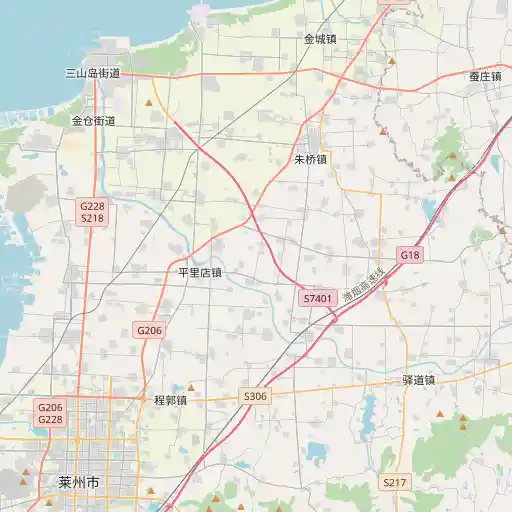 金城镇
三山岛街道
蚕庄镇
金仓街道
朱桥镇
G228
S218
G18
平里店镇
潍烟高速线
S7401
G206
驿道镇
S306
程郭镇
G206
G228
莱州市
S217